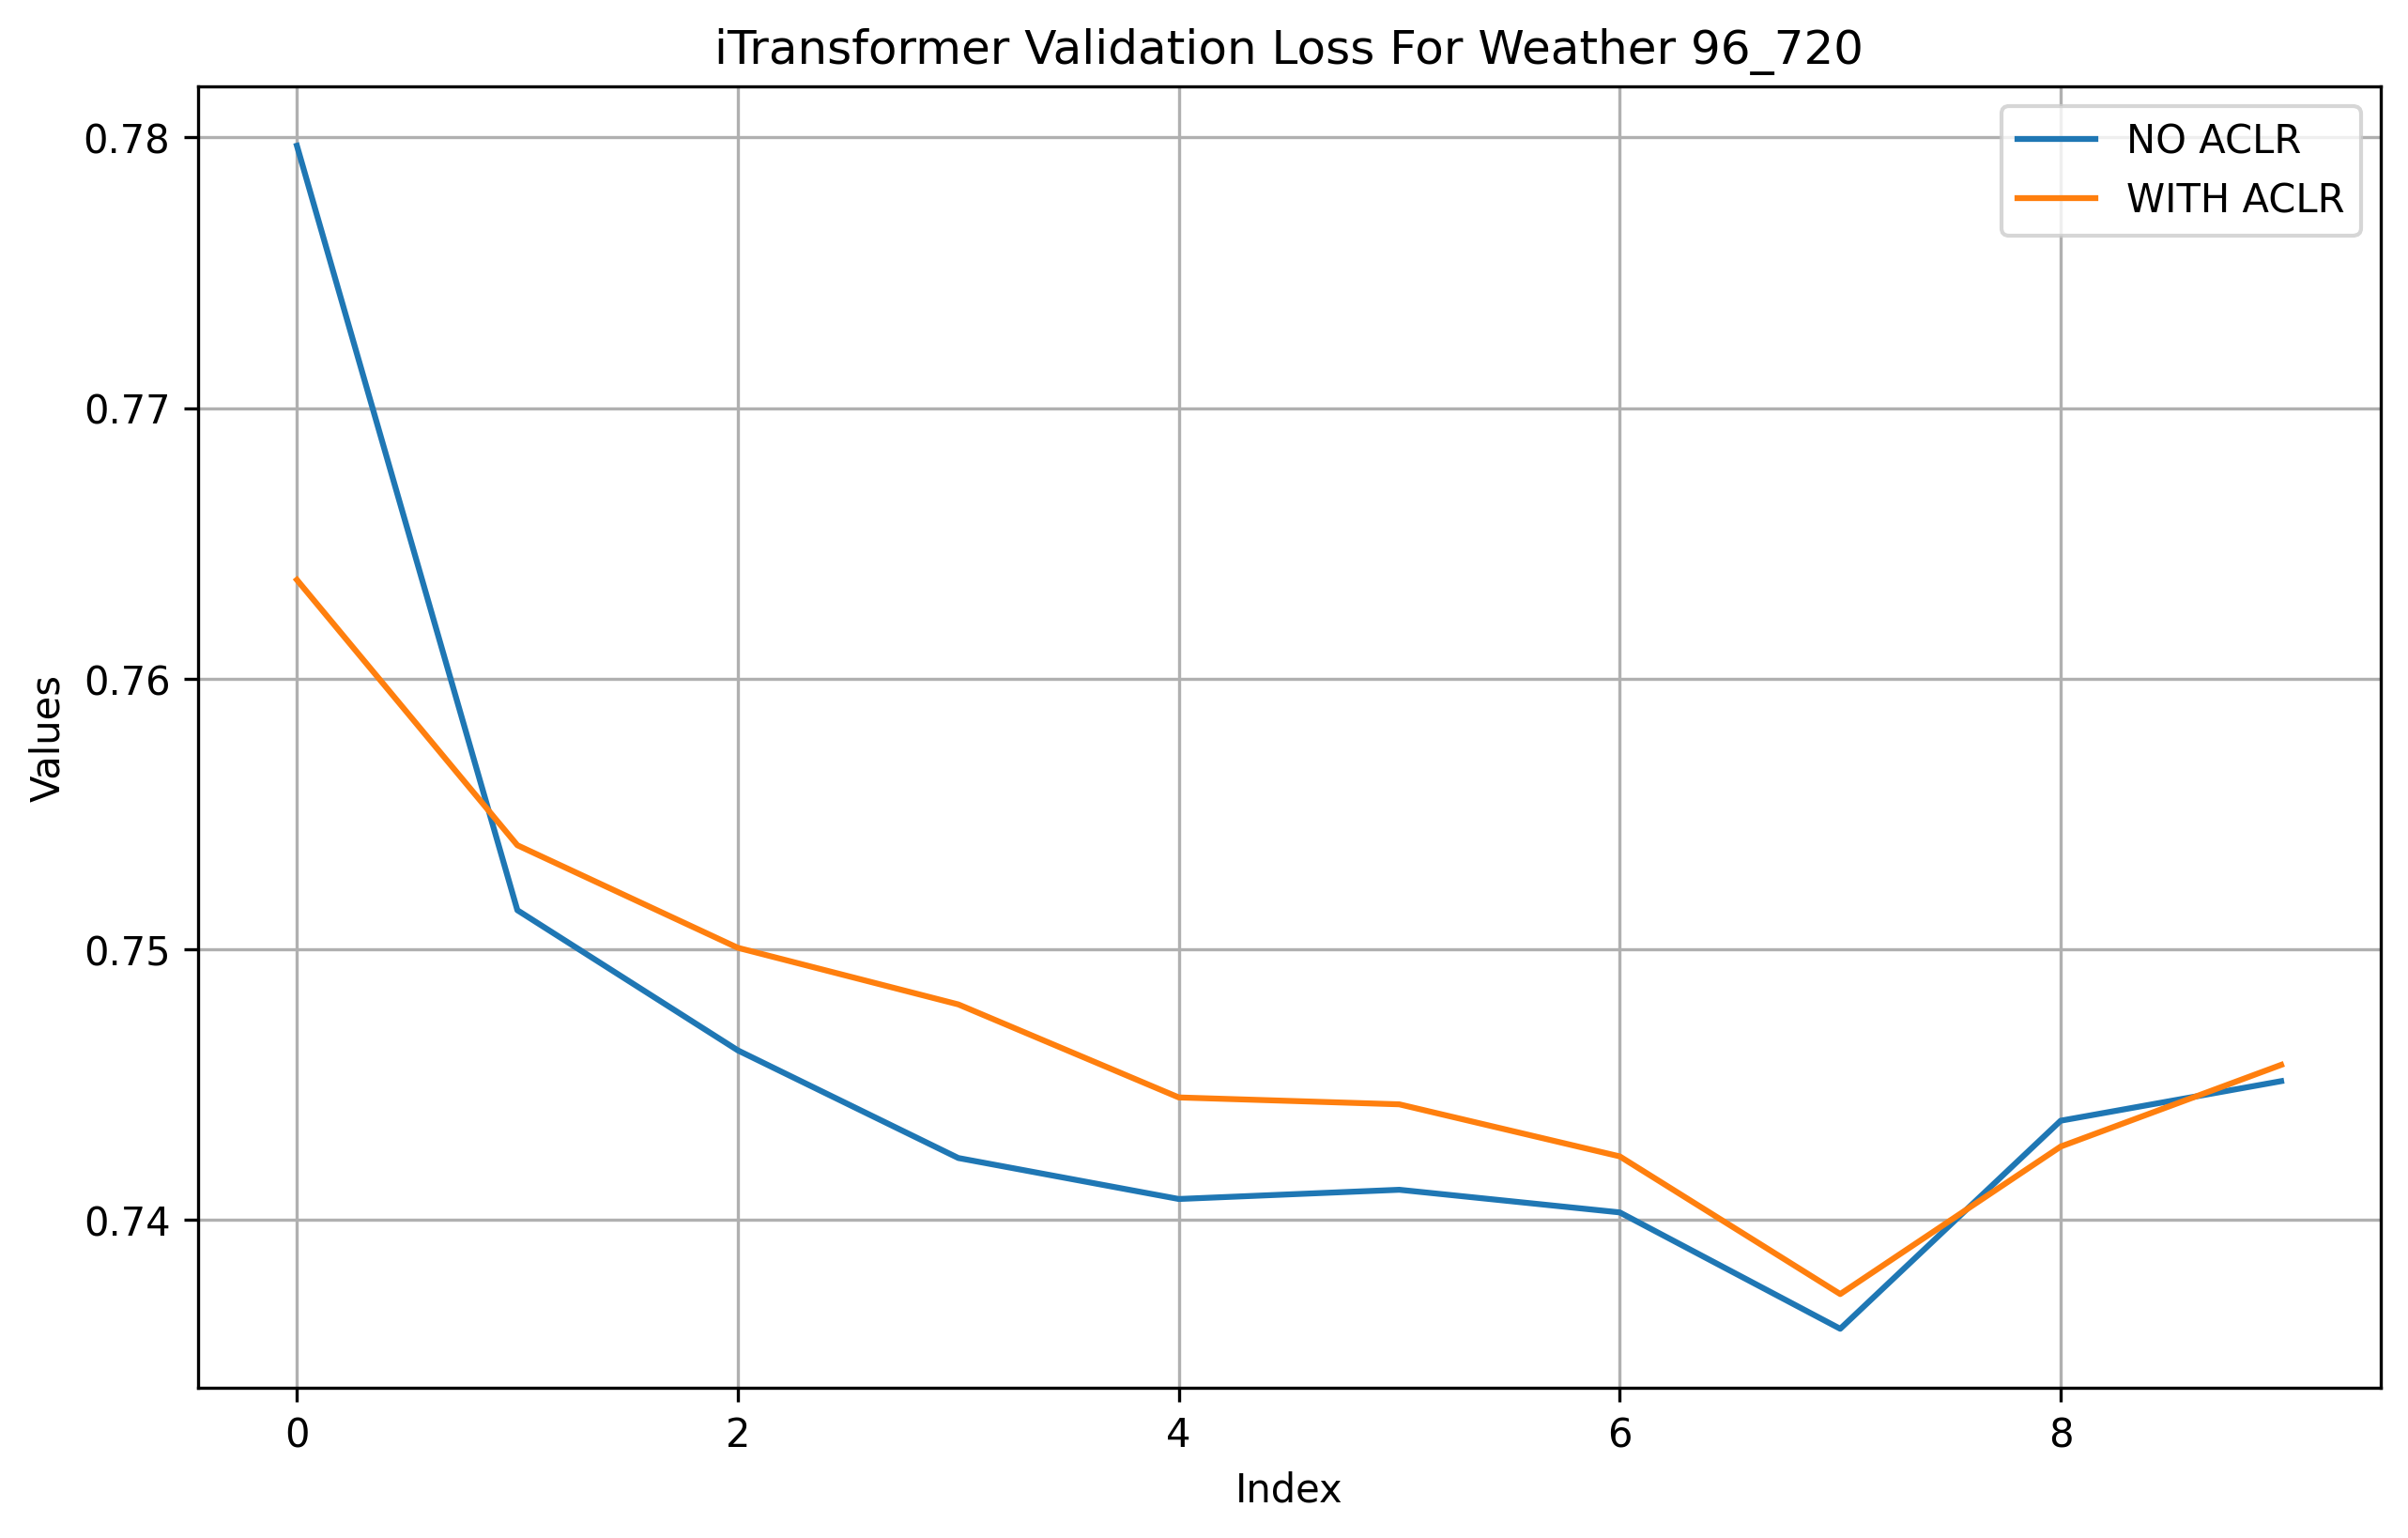 iTransformer Validation Loss For Weather 96_720
NO ACLR
WITH ACLR
Values
0.78
0.77
0.76
0.75
0.74
0
2
4
6
8
Index